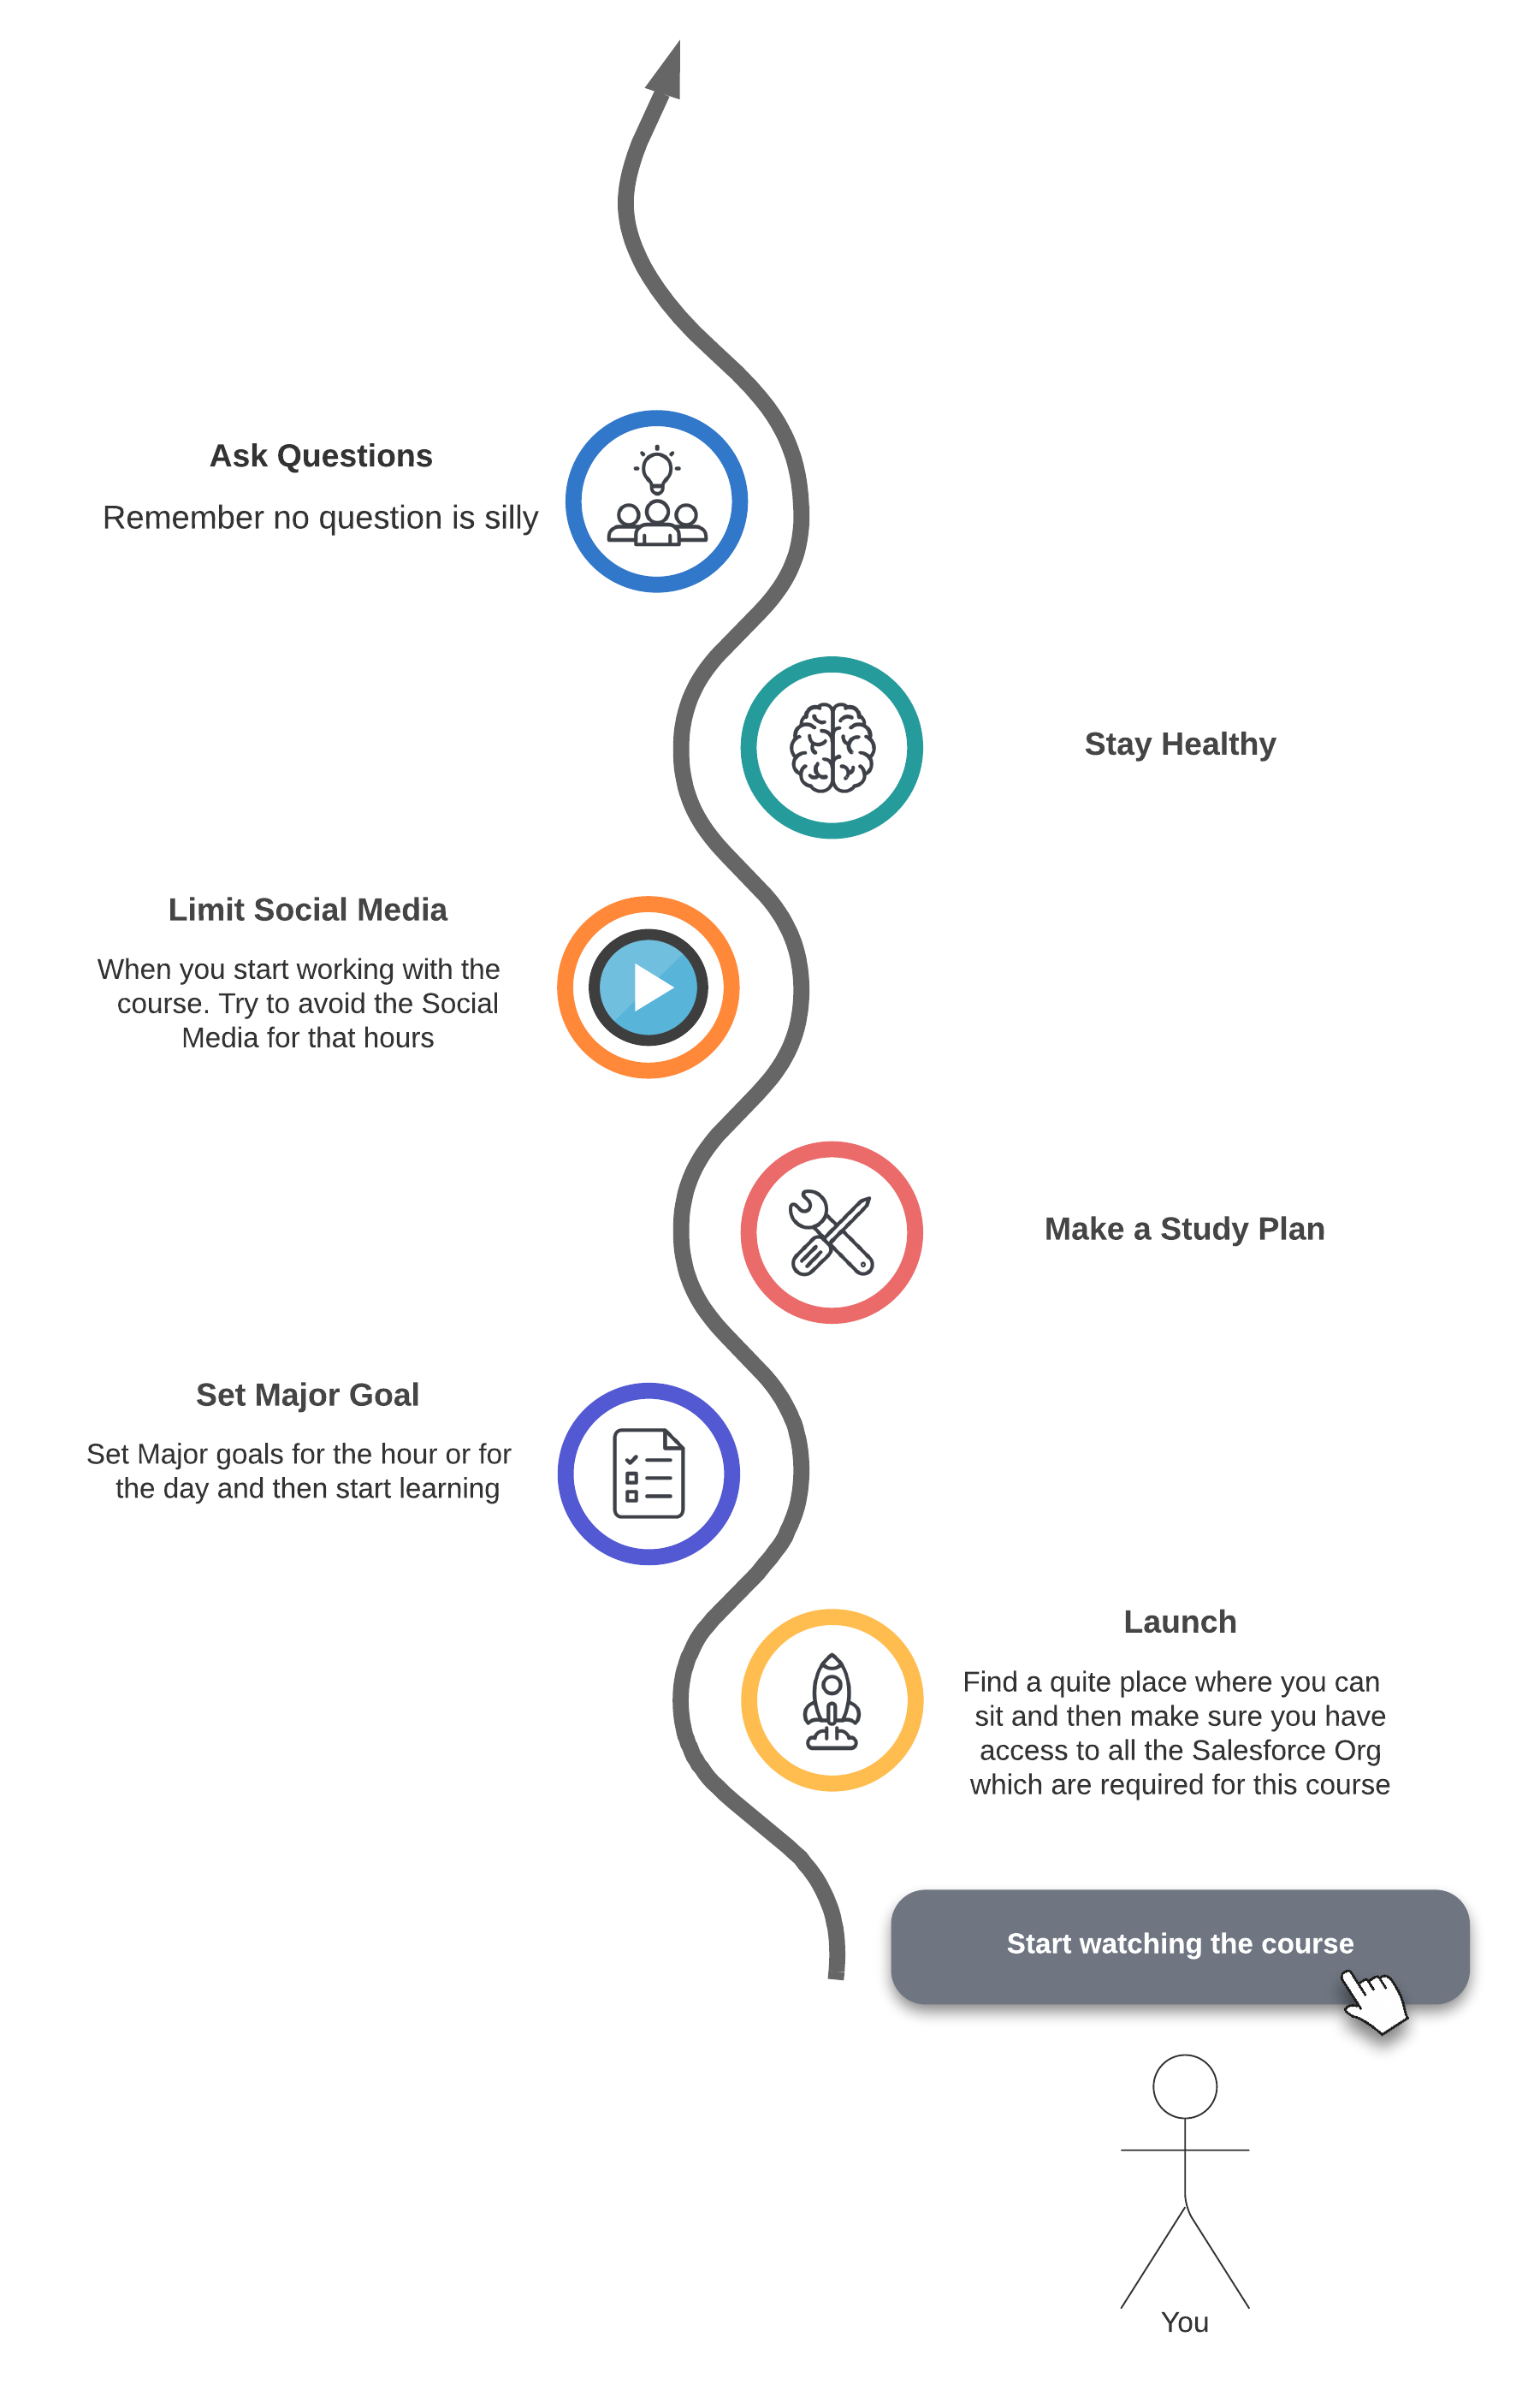 Ask Questions
Remember no question is silly
Stay Healthy
Limit Social Media
When you start working with the
course. Try to avoid the Social
Media for that hours
Make a Study Plan
Set Major Goal
Set Major goals for the hour or for
the day and then start learning
Launch
Find a quite place where you can
sit and then make sure you have
access to all the Salesforce Org
which are required for this course
Start watching the course
You